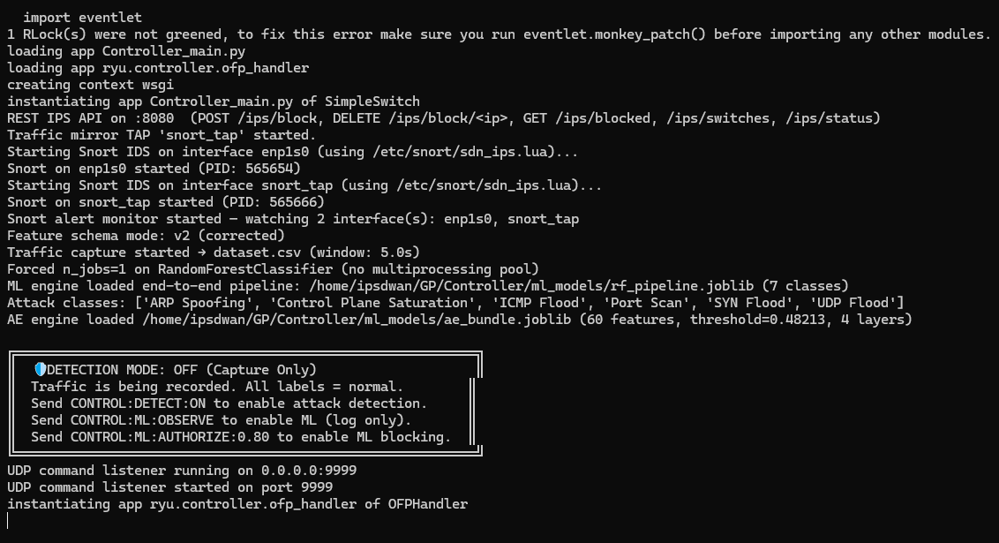 import eventlet
1 RLock(s) were not greened, to fix this error make sure you run eventlet.monkey_patch() before importing any other modules.
loading app Controller_main.py
loading app ryu.controller.ofp_handler
creating context wsgi
instantiating app Controller_main.py of SimpleSwitch
REST IPS API on :8080  (POST /ips/block, DELETE /ips/block/<ip>, GET /ips/blocked, /ips/switches, /ips/status)
Traffic mirror TAP 'snort_tap' started.
Starting Snort IDS on interface enp1s0 (using /etc/snort/sdn_ips.lua)...
Snort on enp1s0 started (PID: 565654)
Starting Snort IDS on interface snort_tap (using /etc/snort/sdn_ips.lua)...
Snort on snort_tap started (PID: 565666)
Snort alert monitor started — watching 2 interface(s): enp1s0, snort_tap
Feature schema mode: v2 (corrected)
Traffic capture started → dataset.csv (window: 5.0s)
Forced n_jobs=1 on RandomForestClassifier (no multiprocessing pool)
ML engine loaded end-to-end pipeline: /home/ipsdwan/GP/Controller/ml_models/rf_pipeline.joblib (7 classes)
Attack classes: ['ARP Spoofing', 'Control Plane Saturation', 'ICMP Flood', 'Port Scan', 'SYN Flood', 'UDP Flood']
AE engine loaded /home/ipsdwan/GP/Controller/ml_models/ae_bundle.joblib (60 features, threshold=0.48213, 4 layers)
DETECTION MODE: OFF (Capture Only)
Traffic is being recorded. All labels = normal.
Send CONTROL:DETECT:ON to enable attack detection.
Send CONTROL:ML:OBSERVE to enable ML (log only).
Send CONTROL:ML:AUTHORIZE:0.80 to enable ML blocking.
UDP command listener running on 0.0.0.0:9999
UDP command listener started on port 9999
instantiating app ryu.controller.ofp_handler of OFPHandler